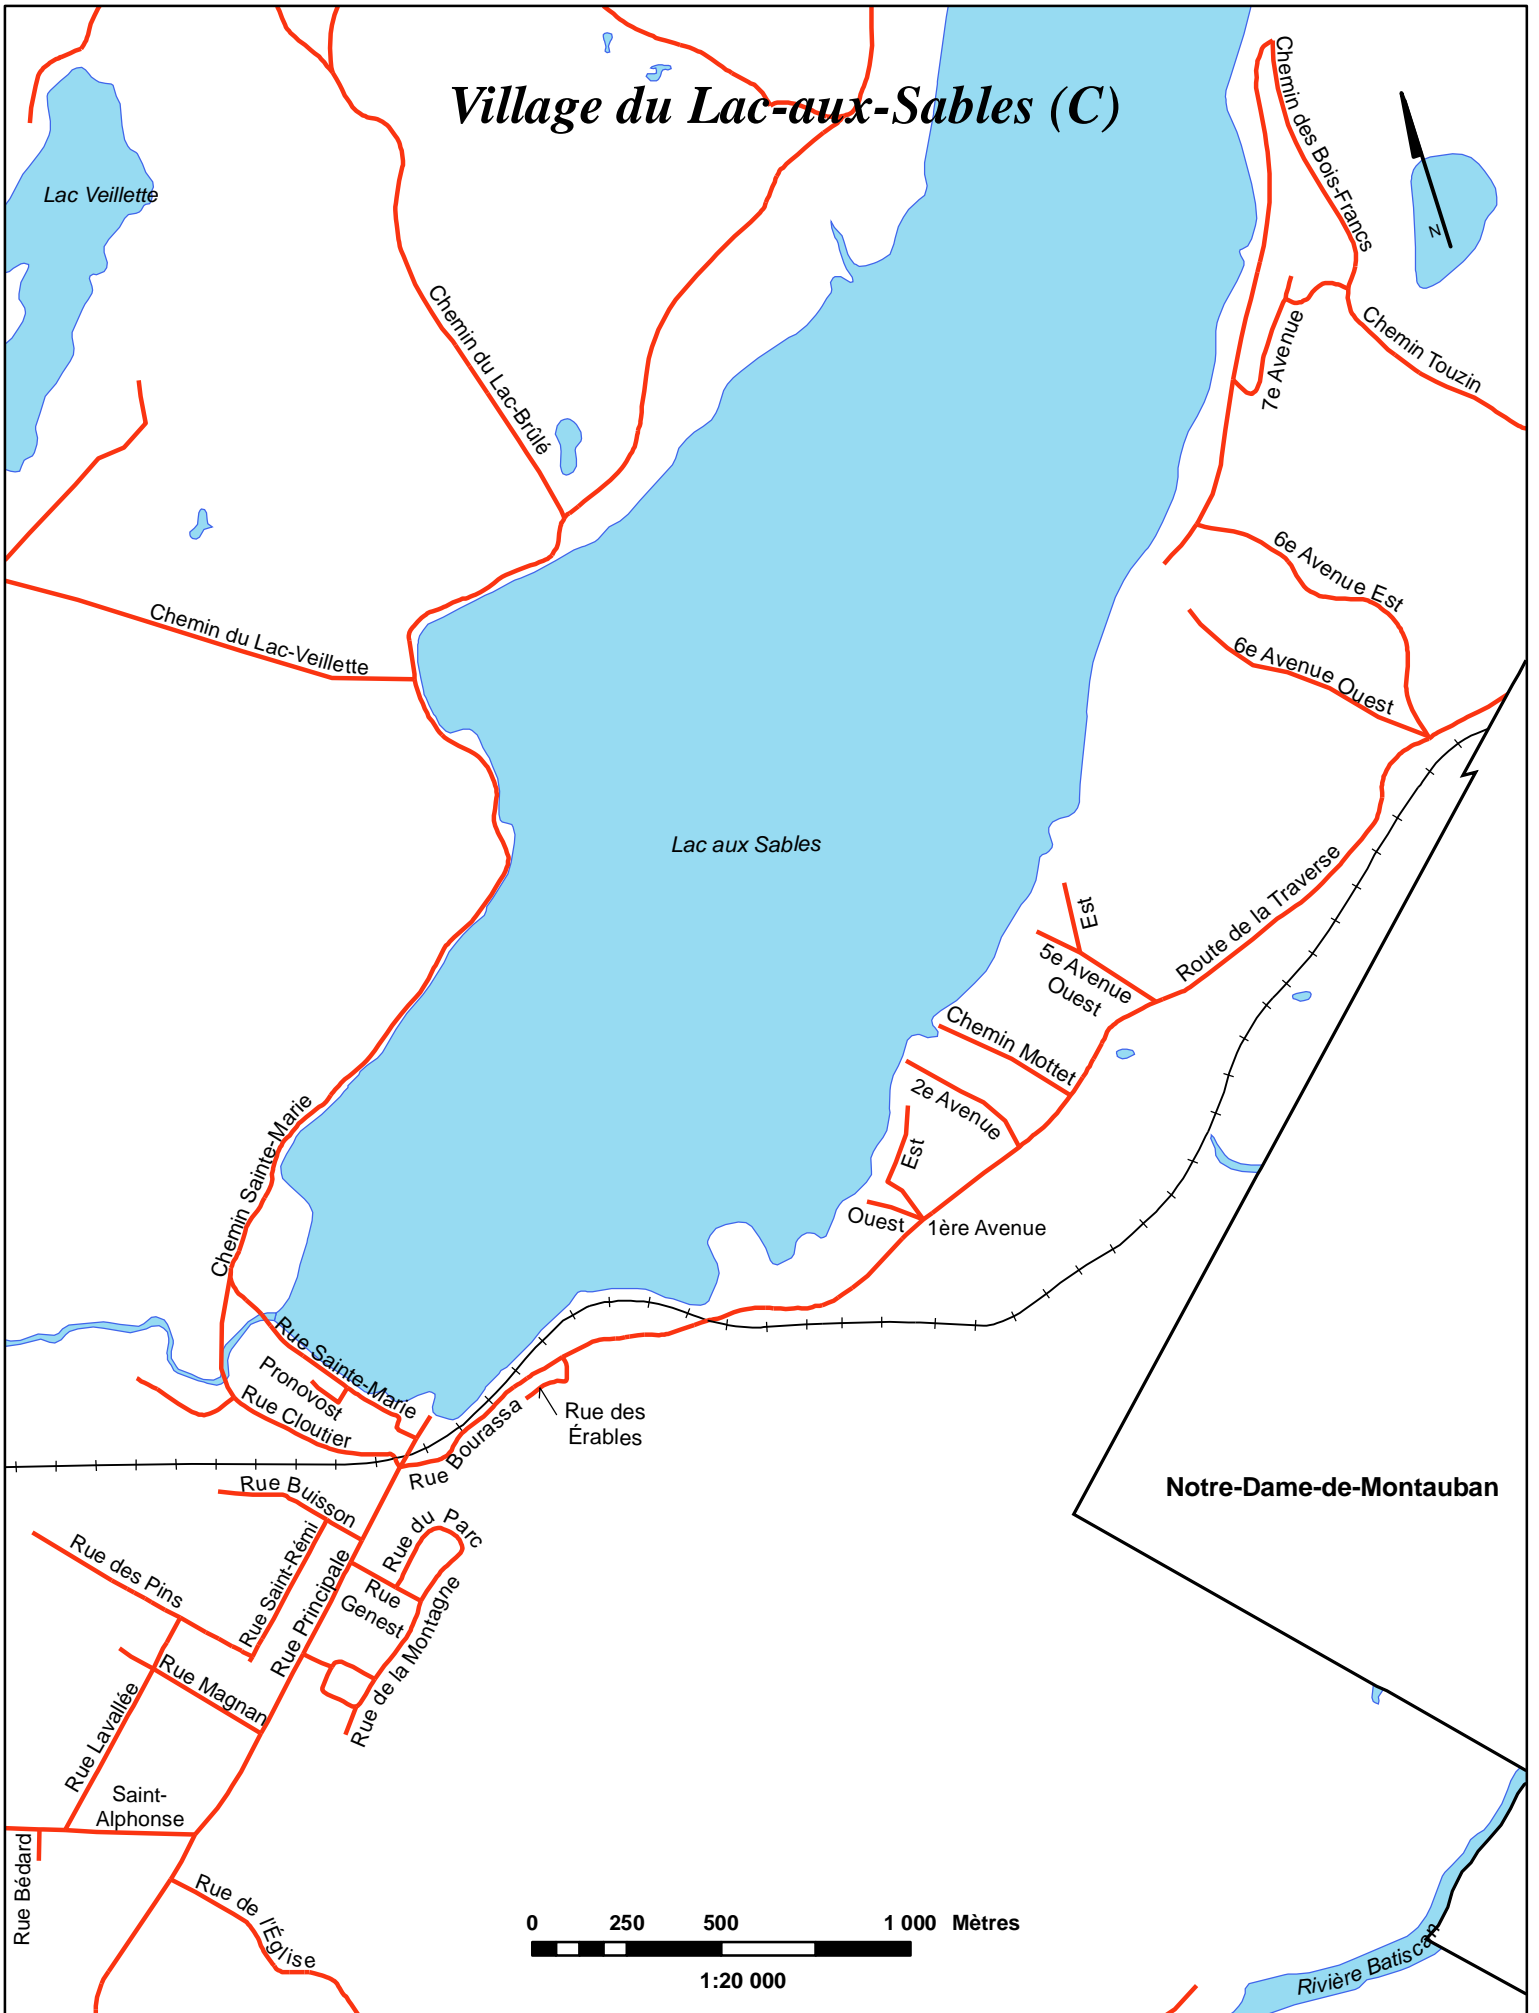 Village du Lac-aux-Sables (C)
Chemin des Bois-Francs
Lac Veillette
N
Chemin du Lac-Brûlé
7e Avenue
Chemin Touzin
6e Avenue Est
Chemin du Lac-Veillette
6e Avenue Ouest
Lac aux Sables
Route de la Traverse
Est
5e Avenue
Ouest
Chemin Mottet
2e Avenue
Est
Ouest
1ère Avenue
Chemin Sainte-Marie
Rue Sainte-Marie
Pronovost
Rue Cloutier
Rue Bourassa
Rue des
Érables
Rue Buisson
Notre-Dame-de-Montauban
Rue du Parc
Rue des Pins
Rue Saint-Rémi
Rue Principale
Rue
Genest
Rue de la Montagne
Rue Magnan
Rue Lavallée
Saint-
Alphonse
Rue Bédard
Rue de l'Église
0 250 500 1 000 Mètres
1:20 000
Rivière Batiscan